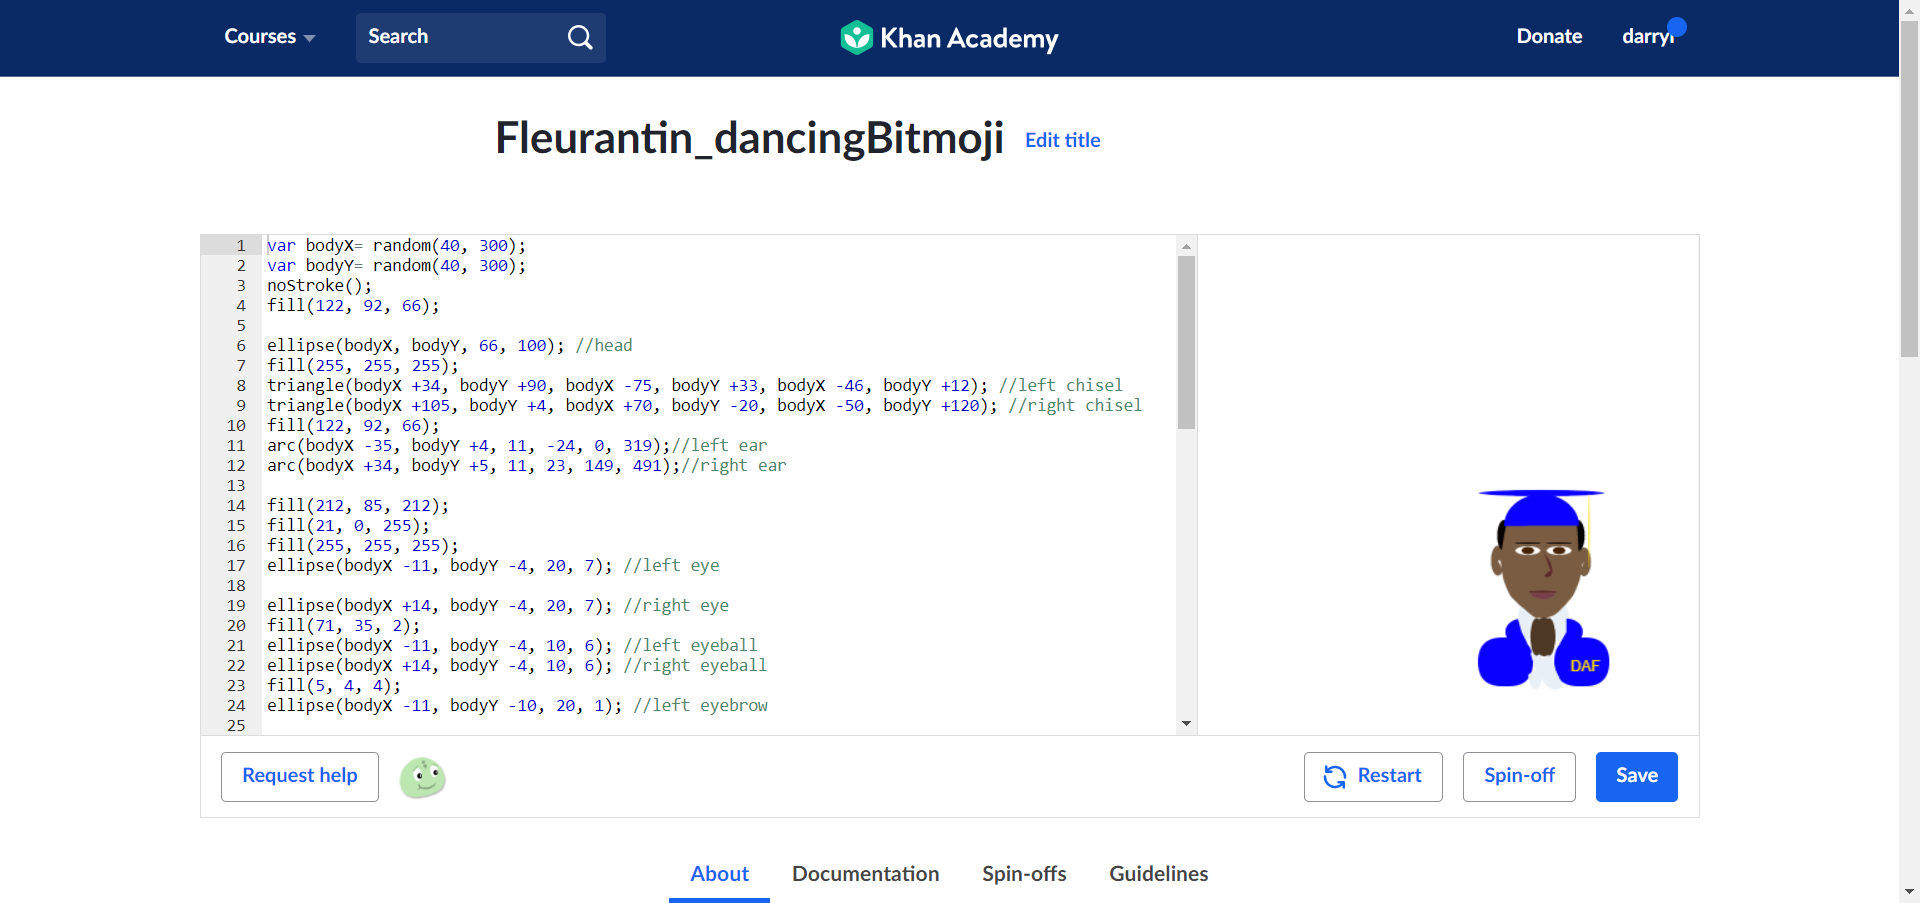 Courses
Search
Khan Academy
Donate
darryl
Fleurantin_dancingBitmoji
Edit title
1 var bodyX= random(40, 300);
2 var bodyY= random(40, 300);
3 noStroke();
4 fill(122, 92, 66);
5
6 ellipse(bodyX, bodyY, 66, 100); //head
7 fill(255, 255, 255);
8 triangle(bodyX +34, bodyY +90, bodyX -75, bodyY +33, bodyX -46, bodyY +12); //left chisel
9 triangle(bodyX +105, bodyY +4, bodyX +70, bodyY -20, bodyX -50, bodyY +120); //right chisel
10 fill(122, 92, 66);
11 arc(bodyX -35, bodyY +4, 11, -24, 0, 319);//left ear
12 arc(bodyX +34, bodyY +5, 11, 23, 149, 491);//right ear
13
14 fill(212, 85, 212);
15 fill(21, 0, 255);
16 fill(255, 255, 255);
17 ellipse(bodyX -11, bodyY -4, 20, 7); //left eye
18
19 ellipse(bodyX +14, bodyY -4, 20, 7); //right eye
20 fill(71, 35, 2);
21 ellipse(bodyX -11, bodyY -4, 10, 6); //left eyeball
22 ellipse(bodyX +14, bodyY -4, 10, 6); //right eyeball
23 fill(5, 4, 4);
24 ellipse(bodyX -11, bodyY -10, 20, 1); //left eyebrow
25
DAF
Request help
Restart
Spin-off
Save
About
Documentation
Spin-offs
Guidelines